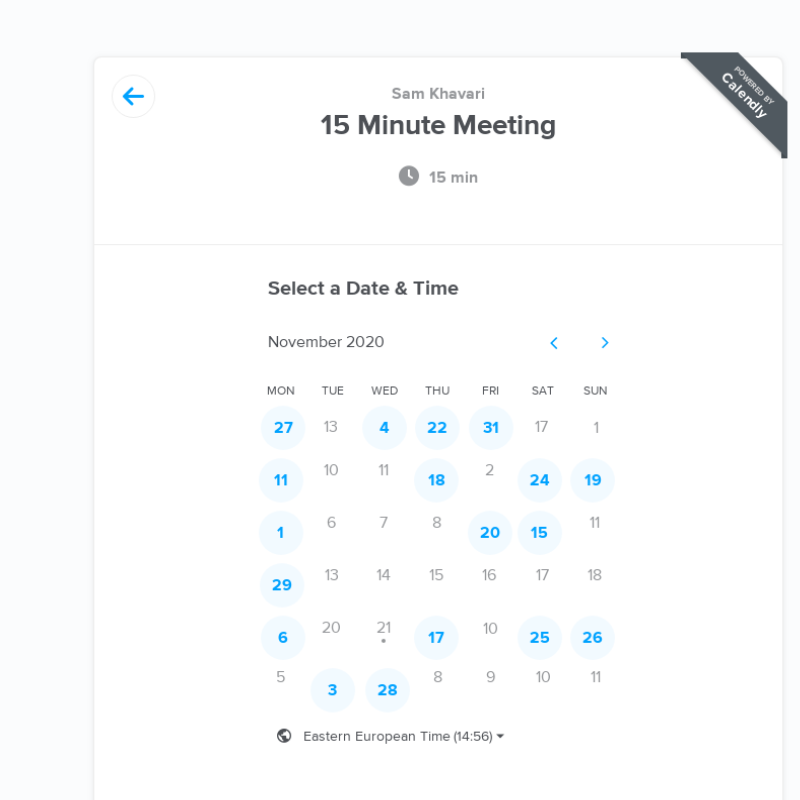 POWERED BY
Calendly
Sam Khavari
15 Minute Meeting
15 min
Select a Date & Time
November 2020
MON TUE WED THU FRI SAT SUN
27 13 4 22 31 17 1
11 10 11 18 2 24 19
1 6 7 8 20 15 11
29 13 14 15 16 17 18
6 20 21 17 10 25 26
5 3 28 8 9 10 11
Eastern European Time (14:56)